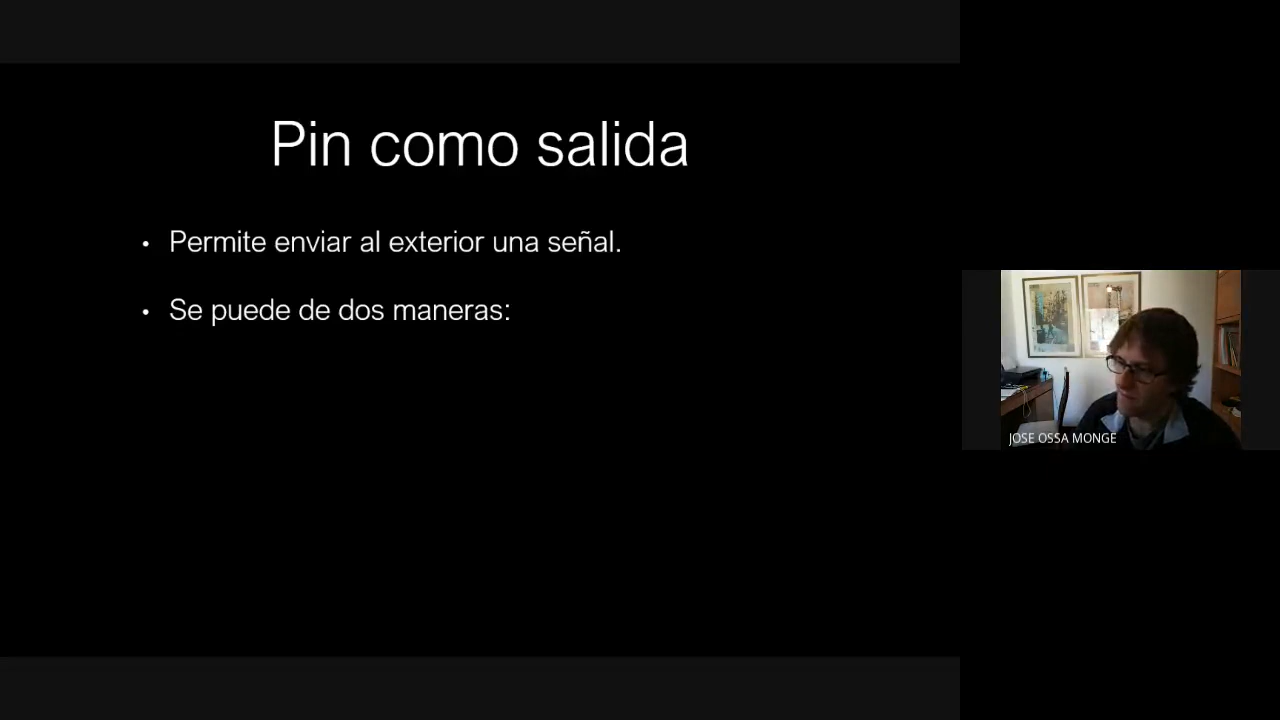 Pin como salida
• Permite enviar al exterior una señal.
• Se puede de dos maneras:
JOSE OSSA MONGE